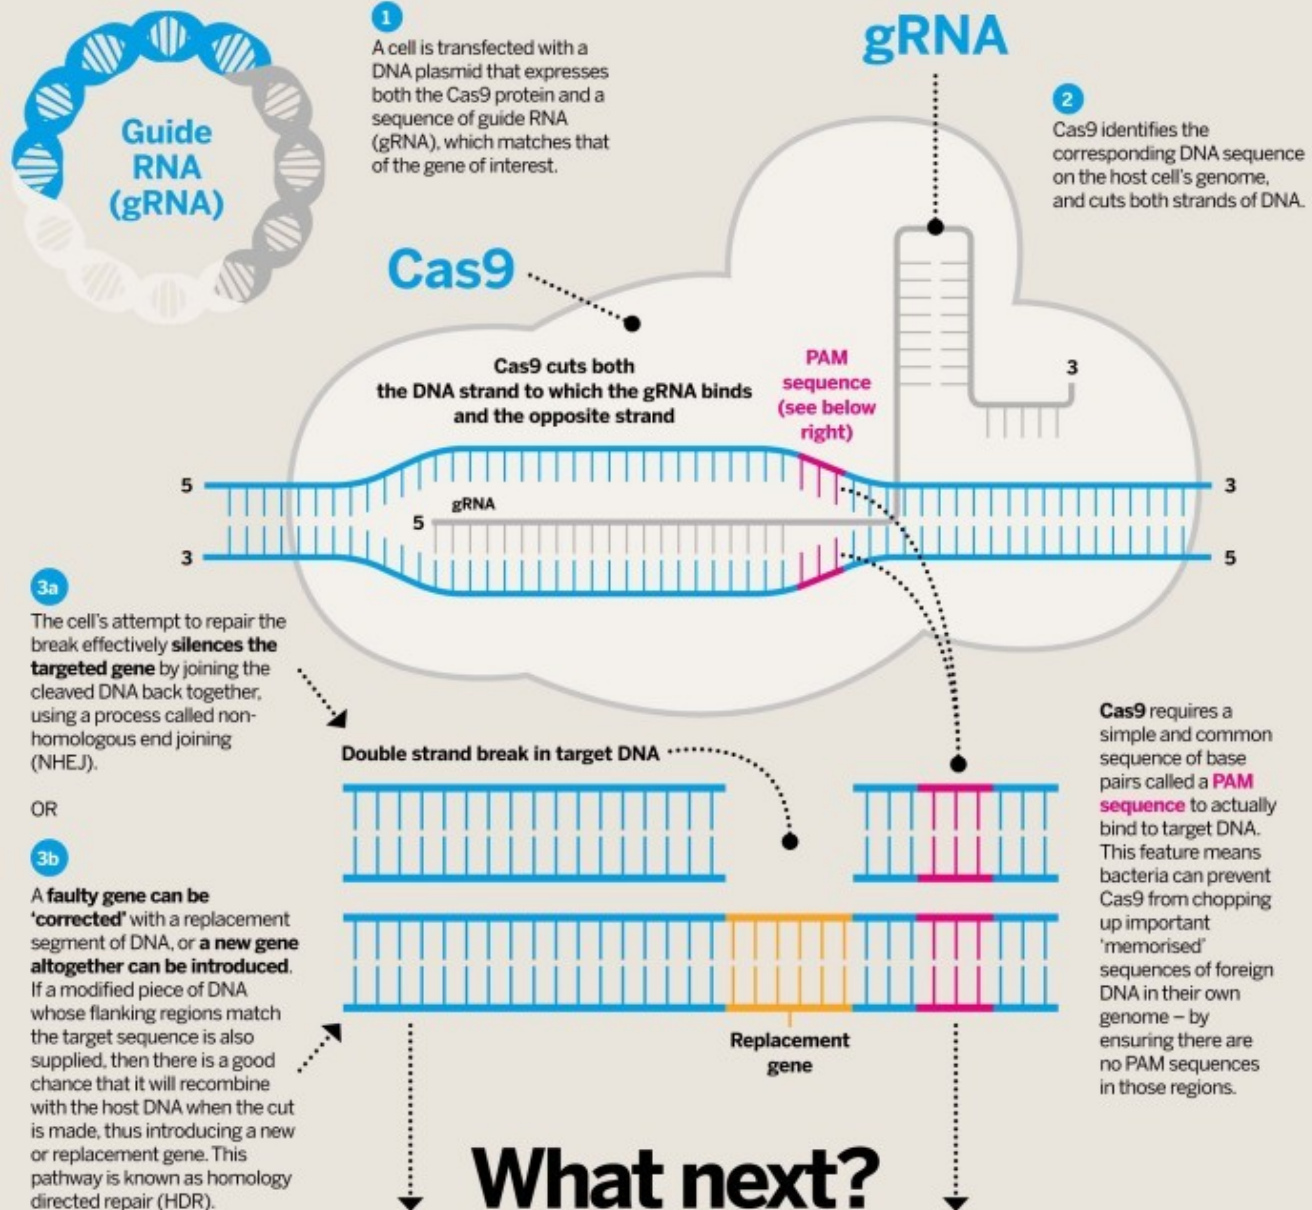 Guide
RNA
(gRNA)
1
A cell is transfected with a
DNA plasmid that expresses
both the Cas9 protein and a
sequence of guide RNA
(gRNA), which matches that
of the gene of interest.
gRNA
2
Cas9 identifies the
corresponding DNA sequence
on the host cell's genome,
and cuts both strands of DNA.
Cas9
Cas9 cuts both
the DNA strand to which the gRNA binds
and the opposite strand
PAM
sequence
(see below
right)
3
5
3
gRNA
5
3
5
3a
The cell's attempt to repair the
break effectively silences the
targeted gene by joining the
cleaved DNA back together,
using a process called non-
homologous end joining
(NHEJ).
OR
3b
A faulty gene can be
‘corrected’ with a replacement
segment of DNA, or a new gene
altogether can be introduced.
If a modified piece of DNA
whose flanking regions match
the target sequence is also
supplied, then there is a good
chance that it will recombine
with the host DNA when the cut
is made, thus introducing a new
or replacement gene. This
pathway is known as homology
directed repair (HDR).
Double strand break in target DNA
Replacement
gene
Cas9 requires a
simple and common
sequence of base
pairs called a PAM
sequence to actually
bind to target DNA.
This feature means
bacteria can prevent
Cas9 from chopping
up important
‘memorised’
sequences of foreign
DNA in their own
genome – by
ensuring there are
no PAM sequences
in those regions.
What next?